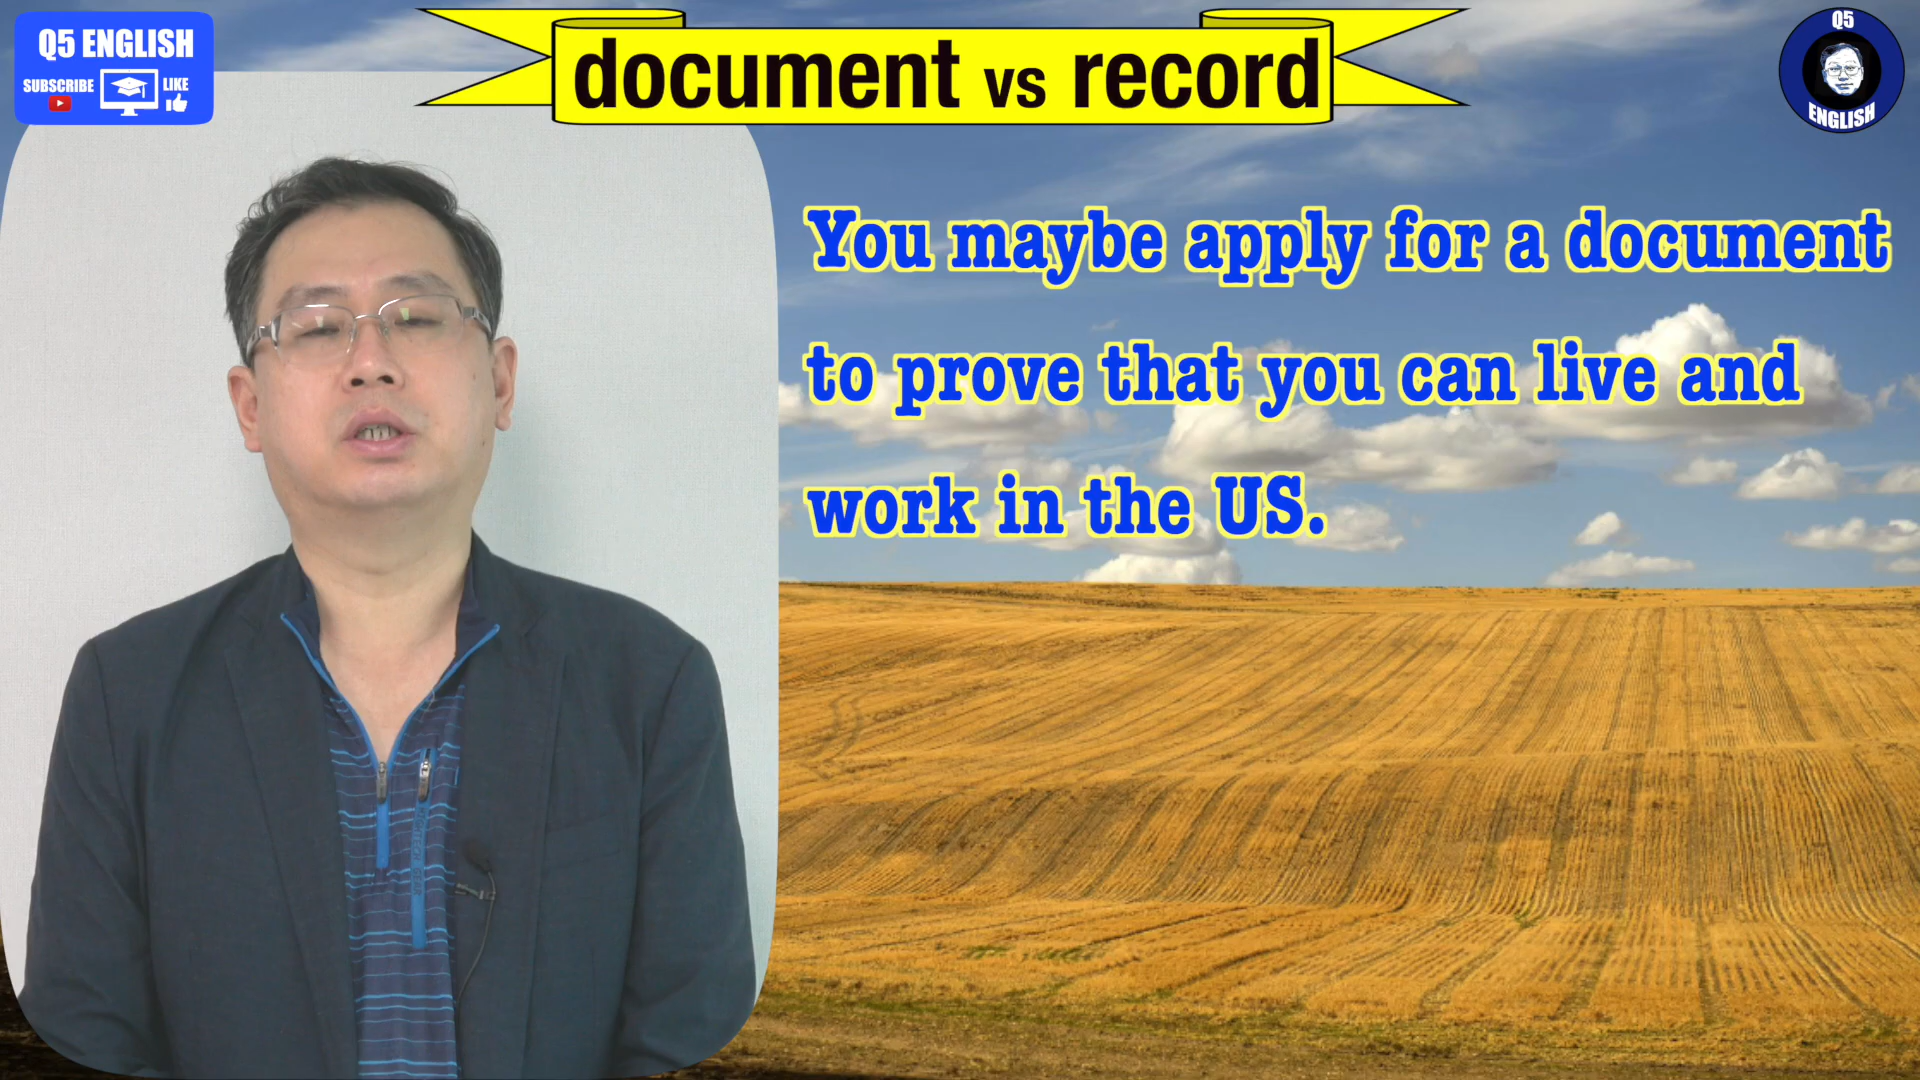 Q5 ENGLISH
SUBSCRIBE
LIKE
document vs record
Q5
ENGLISH
You maybe apply for a document
to prove that you can live and
work in the US.